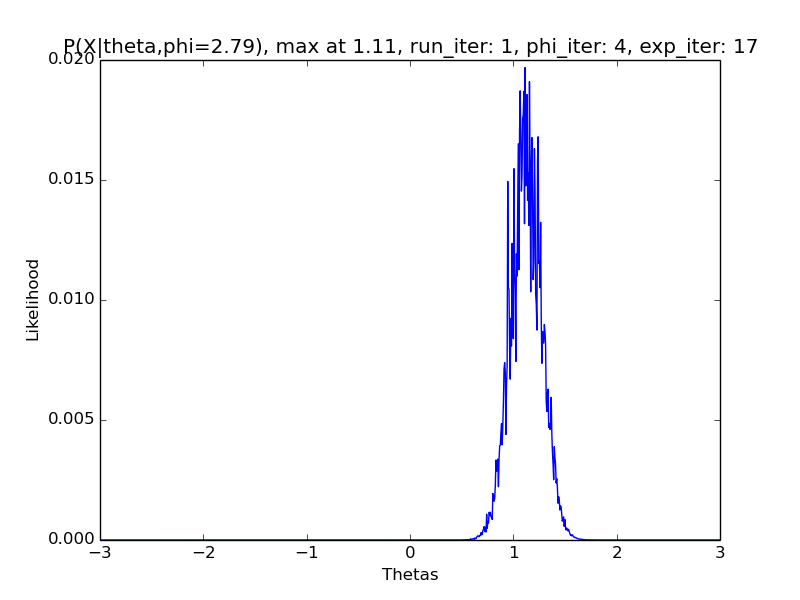 P(X|theta,phi=2.79), max at 1.11, run_iter: 1, phi_iter: 4, exp_iter: 17
0.020
0.015
0.010
0.005
0.000
Likelihood
−3 −2 −1 0 1 2 3
Thetas